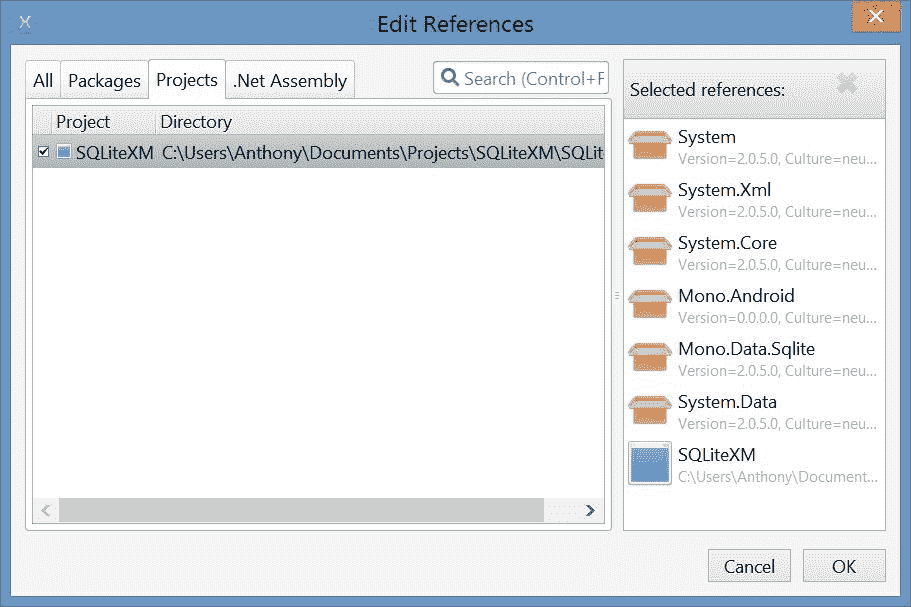 Edit References
All Packages Projects .Net Assembly
Search (Control+F
Selected references:
Project Directory
SQLiteXM C:\Users\Anthony\Documents\Projects\SQLiteXM\SQLit
System
Version=2.0.5.0, Culture=neu...
System.Xml
Version=2.0.5.0, Culture=neu...
System.Core
Version=2.0.5.0, Culture=neu...
Mono.Android
Version=0.0.0.0, Culture=neu...
Mono.Data.Sqlite
Version=2.0.5.0, Culture=neu...
System.Data
Version=2.0.5.0, Culture=neu...
SQLiteXM
C:\Users\Anthony\Document...
Cancel OK